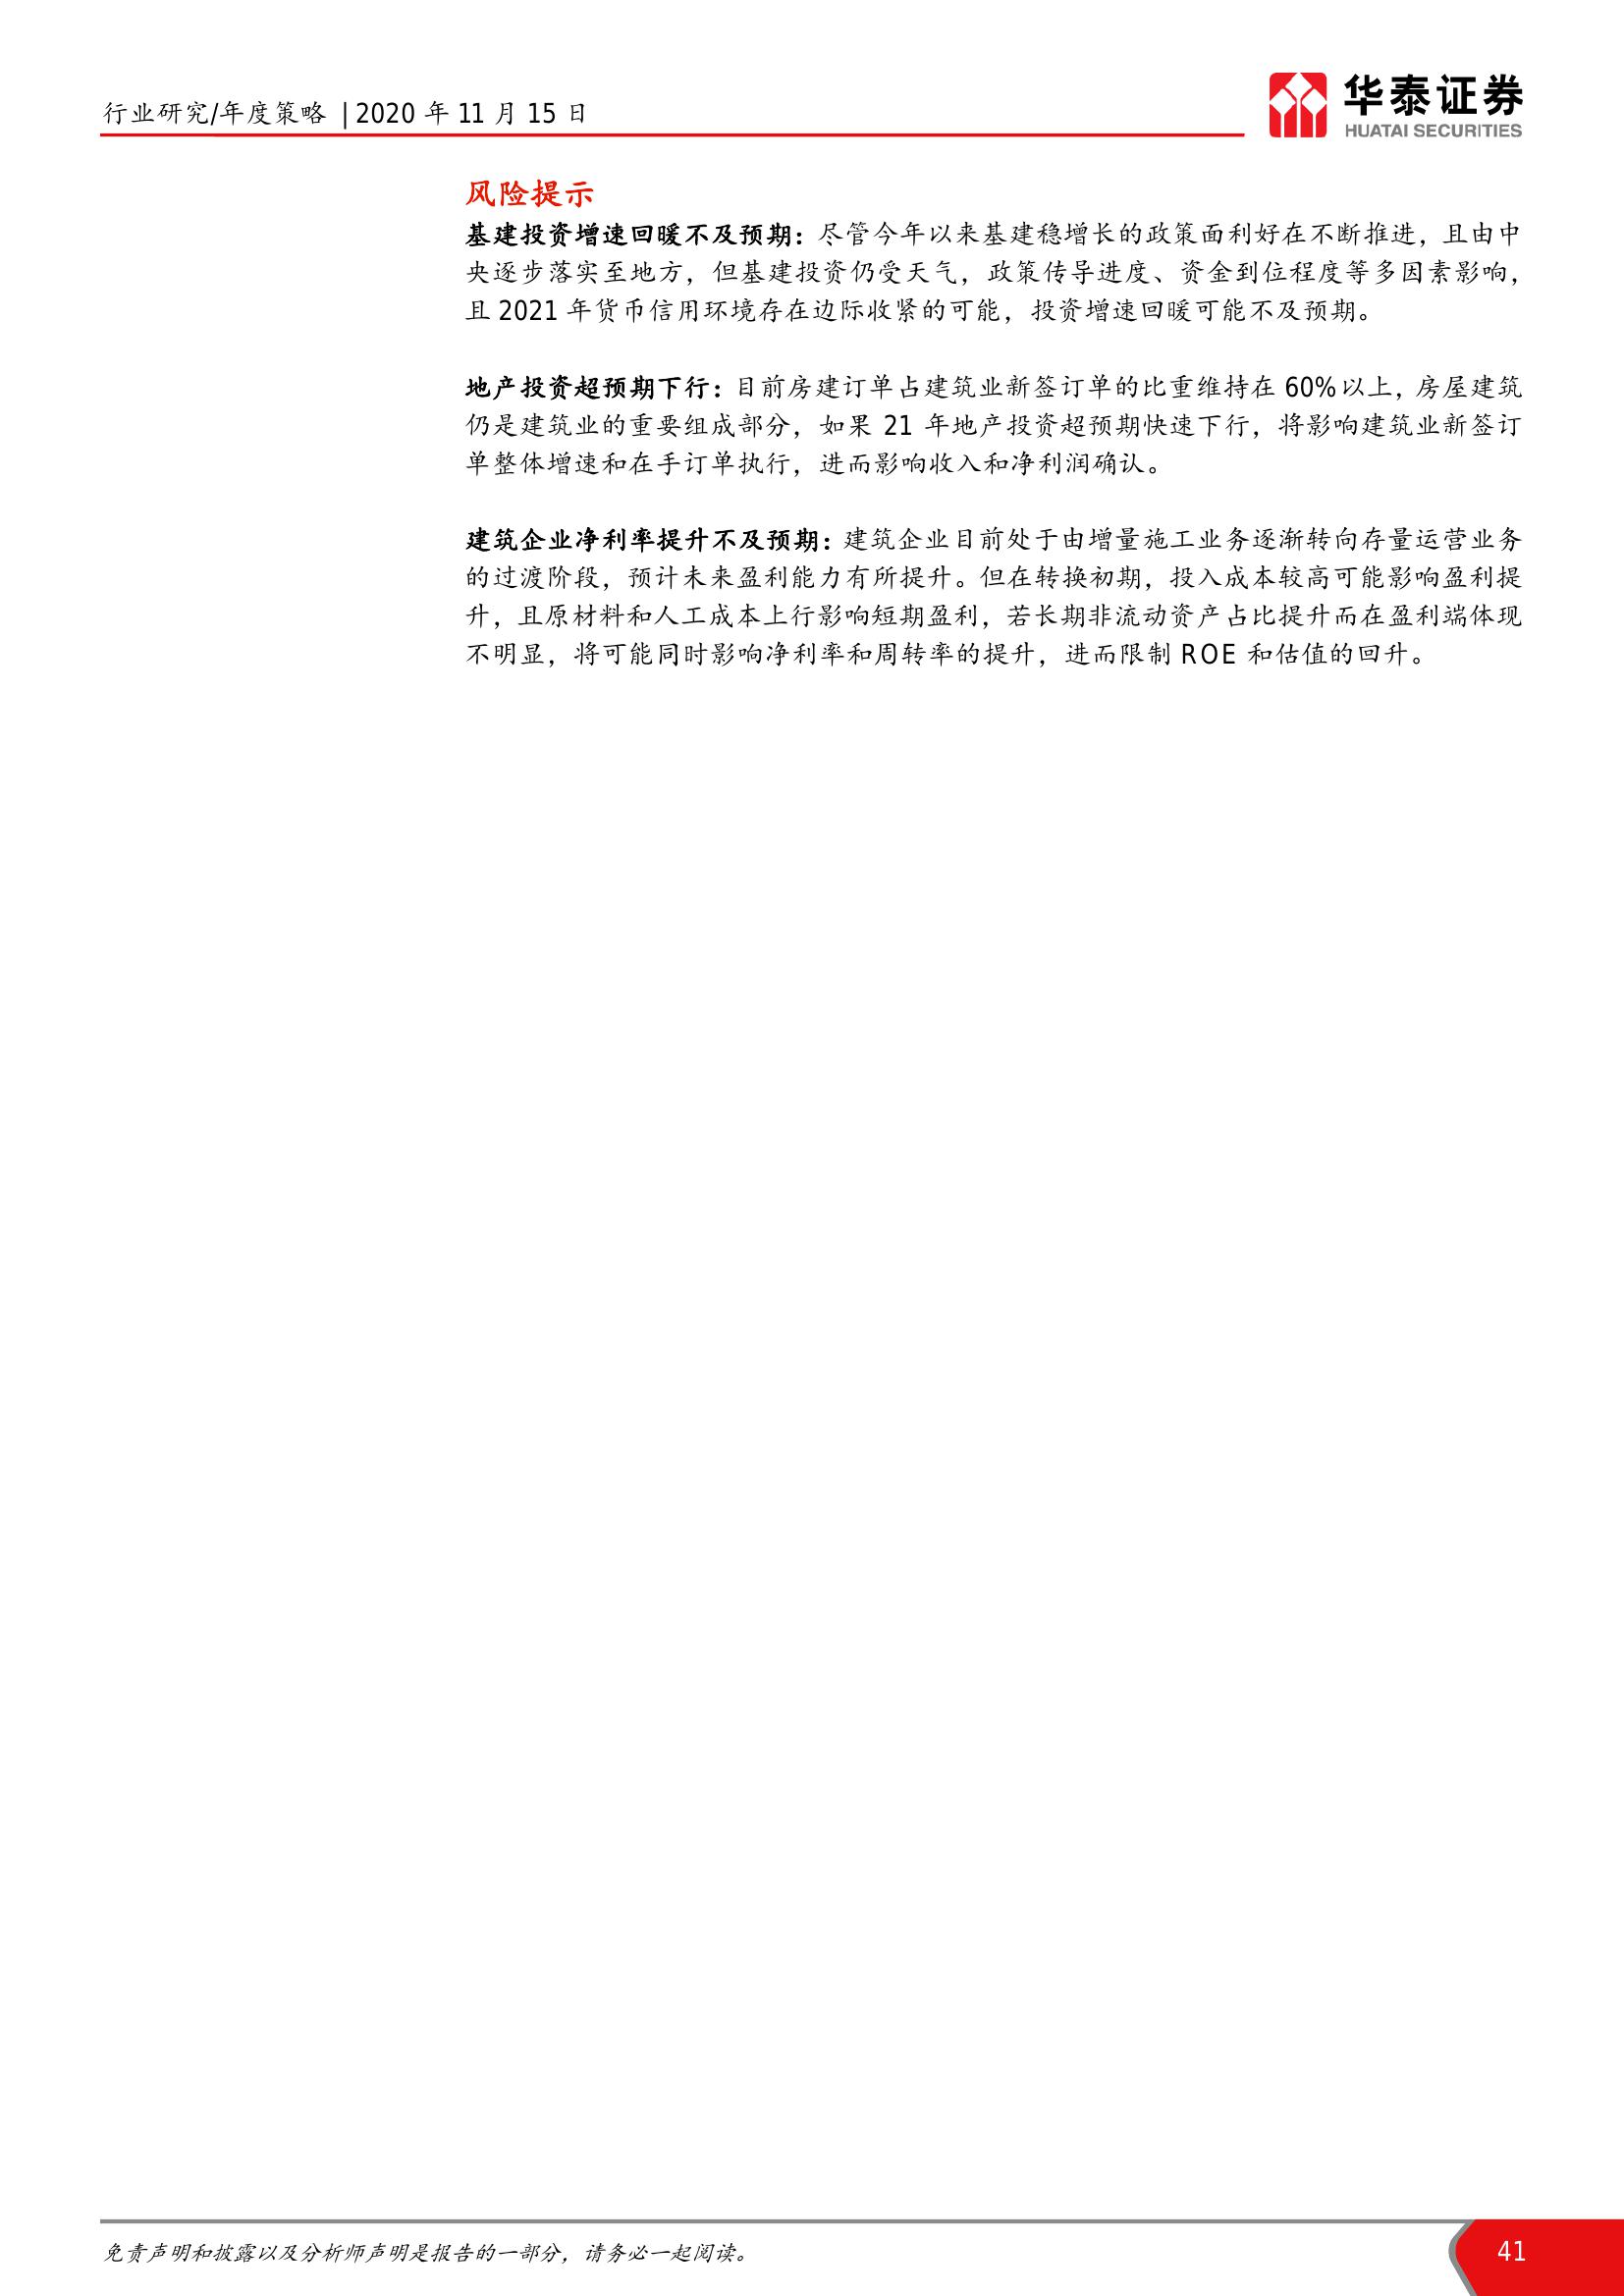 行业研究/年度策略 | 2020 年 11 月 15 日
华泰证券
HUATAI SECURITIES
风险提示
基建投资增速回暖不及预期：尽管今年以来基建稳增长的政策面利好在不断推进，且由中
央逐步落实至地方，但基建投资仍受天气，政策传导进度、资金到位程度等多因素影响，
且 2021 年货币信用环境存在边际收紧的可能，投资增速回暖可能不及预期。
地产投资超预期下行：目前房建订单占建筑业新签订单的比重维持在 60%以上，房屋建筑
仍是建筑业的重要组成部分，如果 21 年地产投资超预期快速下行，将影响建筑业新签订
单整体增速和在手订单执行，进而影响收入和净利润确认。
建筑企业净利率提升不及预期：建筑企业目前处于由增量施工业务逐渐转向存量运营业务
的过渡阶段，预计未来盈利能力有所提升。但在转换初期，投入成本较高可能影响盈利提
升，且原材料和人工成本上行影响短期盈利，若长期非流动资产占比提升而在盈利端体现
不明显，将可能同时影响净利率和周转率的提升，进而限制 ROE 和估值的回升。
免责声明和披露以及分析师声明是报告的一部分，请务必一起阅读。
41